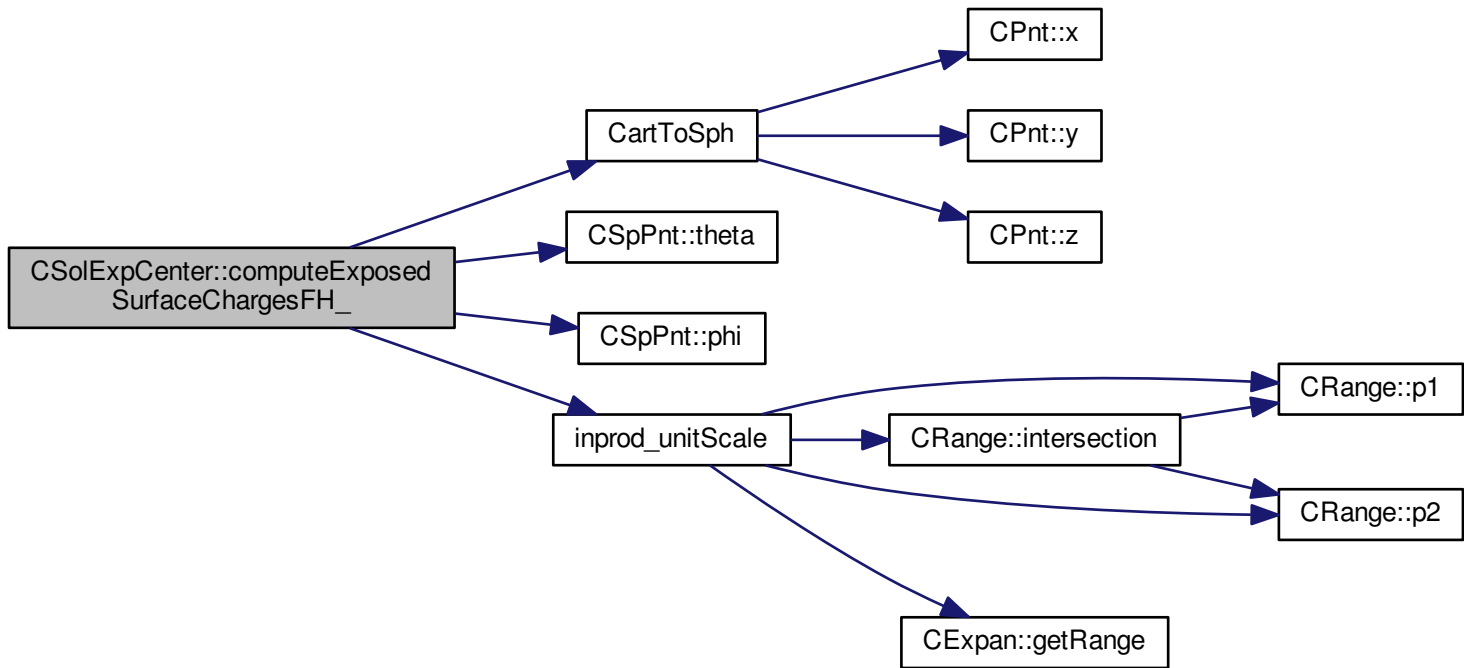 CPnt::x
CartToSph
CPnt::y
CSpPnt::theta
CPnt::z
CSolExpCenter::computeExposed
SurfaceChargesFH_
CSpPnt::phi
CRange::p1
inprod_unitScale
CRange::intersection
CRange::p2
CExpan::getRange